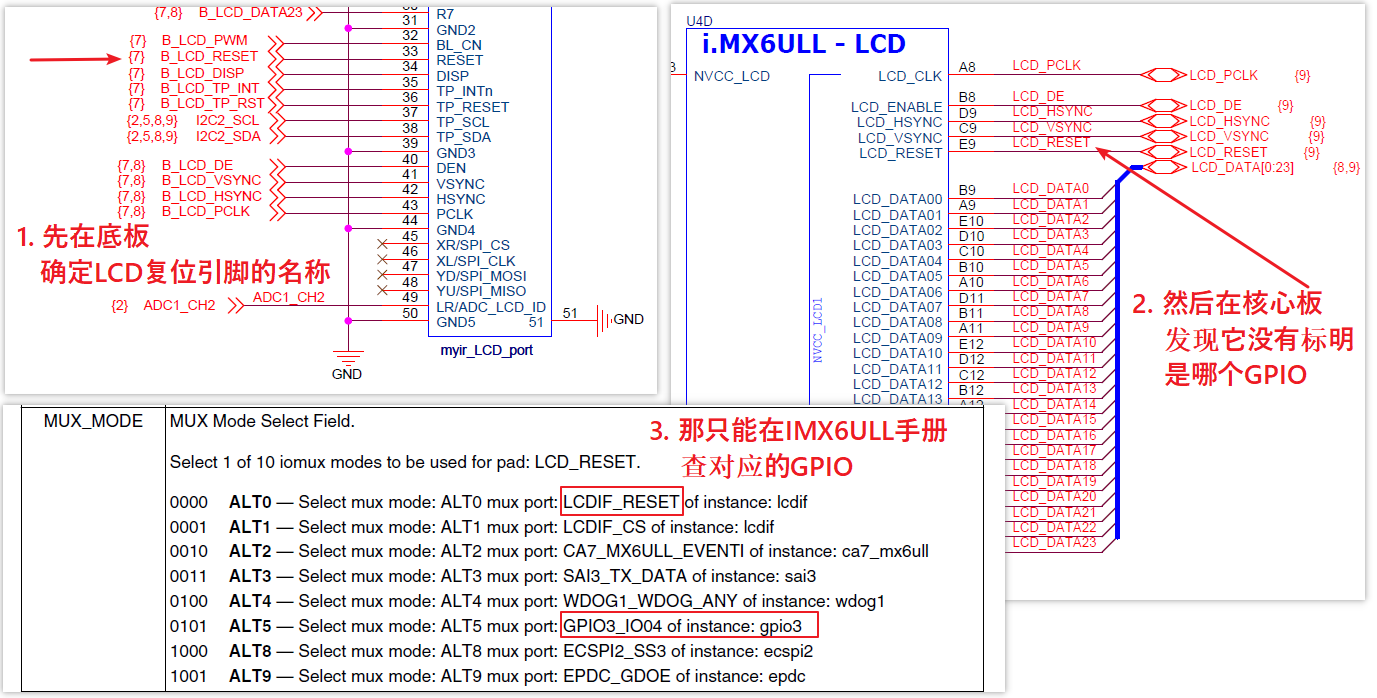 {7,8} B_LCD_DATA23
R7
31 GND2
{7} B_LCD_PWM 32 BL_CN
{7} B_LCD_RESET 33 RESET
{7} B_LCD_DISP 34 DISP
{7} B_LCD_TP_INT 35 TP_INTn
{7} B_LCD_TP_RST 36 TP_RESET
{2,5,8,9} I2C2_SCL 37 TP_SCL
{2,5,8,9} I2C2_SDA 38 TP_SDA
39 GND3
{7,8} B_LCD_DE 40 DEN
{7,8} B_LCD_VSYNC 41 VSYNC
{7,8} B_LCD_HSYNC 42 HSYNC
{7,8} B_LCD_PCLK 43 PCLK
44 GND4
45 XR/SPI_CS
46 XL/SPI_CLK
47 YD/SPI_MOSI
48 YU/SPI_MISO
{2} ADC1_CH2 ADC1_CH2 49 LR/ADC_LCD_ID
50 GND5 51 51 GND
myir_LCD_port
GND
1. 先在底板
确定LCD复位引脚的名称
U4D
i.MX6ULL - LCD
3 NVCC_LCD
LCD_CLK A8 LCD_PCLK LCD_PCLK {9}
LCD_ENABLE B8 LCD_DE LCD_DE {9}
LCD_HSYNC D9 LCD_HSYNC LCD_HSYNC {9}
LCD_VSYNC C9 LCD_VSYNC LCD_VSYNC {9}
LCD_RESET E9 LCD_RESET LCD_RESET {9}
LCD_DATA[0:23] {8,9}
LCD_DATA00 B9 LCD_DATA0
LCD_DATA01 A9 LCD_DATA1
LCD_DATA02 E10 LCD_DATA2
LCD_DATA03 D10 LCD_DATA3
LCD_DATA04 C10 LCD_DATA4
LCD_DATA05 B10 LCD_DATA5
LCD_DATA06 A10 LCD_DATA6
LCD_DATA07 D11 LCD_DATA7
LCD_DATA08 B11 LCD_DATA8
LCD_DATA09 A11 LCD_DATA9
LCD_DATA10 E12 LCD_DATA10
LCD_DATA11 D12 LCD_DATA11
LCD_DATA12 C12 LCD_DATA12
LCD_DATA13 B12 LCD_DATA13
LCD_DATA14
LCD_DATA15
LCD_DATA16
LCD_DATA17
LCD_DATA18
LCD_DATA19
LCD_DATA20
LCD_DATA21
LCD_DATA22
LCD_DATA23
NVCC_LCD1
2. 然后在核心板
发现它没有标明
是哪个GPIO
MUX_MODE
MUX Mode Select Field.
3. 那只能在IMX6ULL手册
查对应的GPIO
Select 1 of 10 iomux modes to be used for pad: LCD_RESET.
0000 ALT0 — Select mux mode: ALT0 mux port: LCDIF_RESET of instance: lcdif
0001 ALT1 — Select mux mode: ALT1 mux port: LCDIF_CS of instance: lcdif
0010 ALT2 — Select mux mode: ALT2 mux port: CA7_MX6ULL_EVENTI of instance: ca7_mx6ull
0011 ALT3 — Select mux mode: ALT3 mux port: SAI3_TX_DATA of instance: sai3
0100 ALT4 — Select mux mode: ALT4 mux port: WDOG1_WDOG_ANY of instance: wdog1
0101 ALT5 — Select mux mode: ALT5 mux port: GPIO3_IO04 of instance: gpio3
1000 ALT8 — Select mux mode: ALT8 mux port: ECSPI2_SS3 of instance: ecspi2
1001 ALT9 — Select mux mode: ALT9 mux port: EPDC_GDOE of instance: epdc